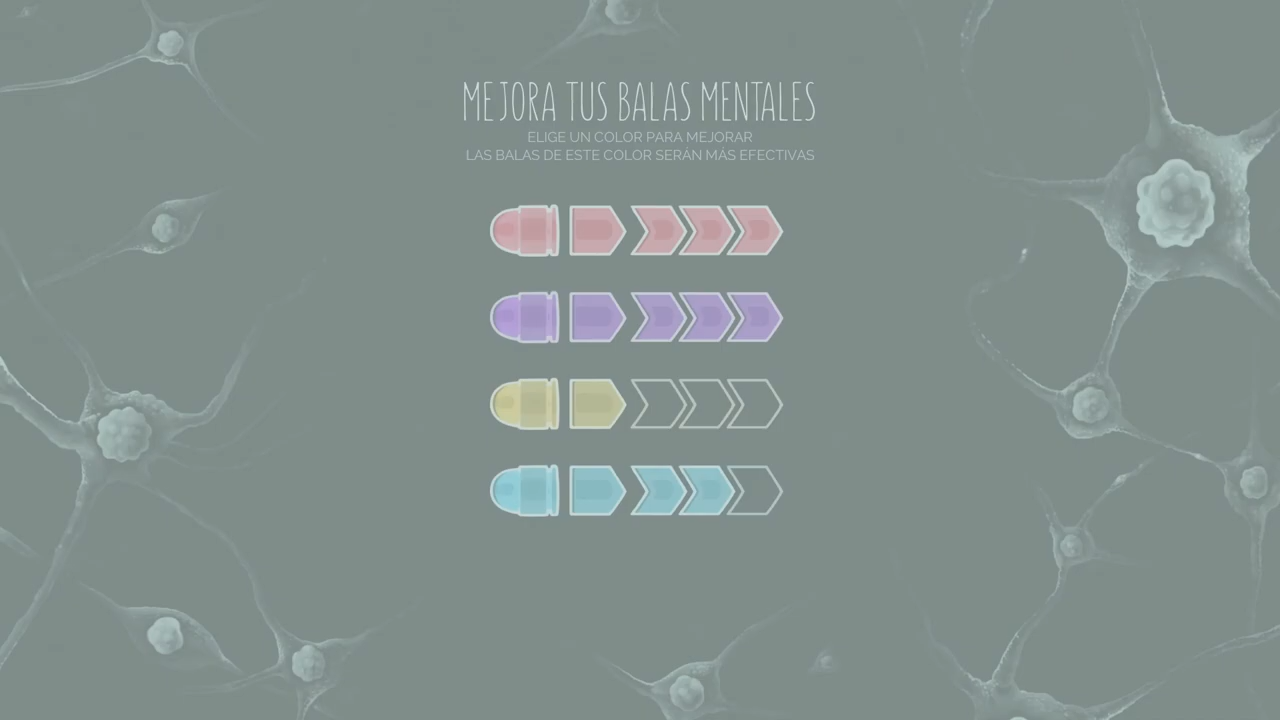 MEJORA TUS BALAS MENTALES
ELIGE UN COLOR PARA MEJORAR
LAS BALAS DE ESTE COLOR SERÁN MÁS EFECTIVAS